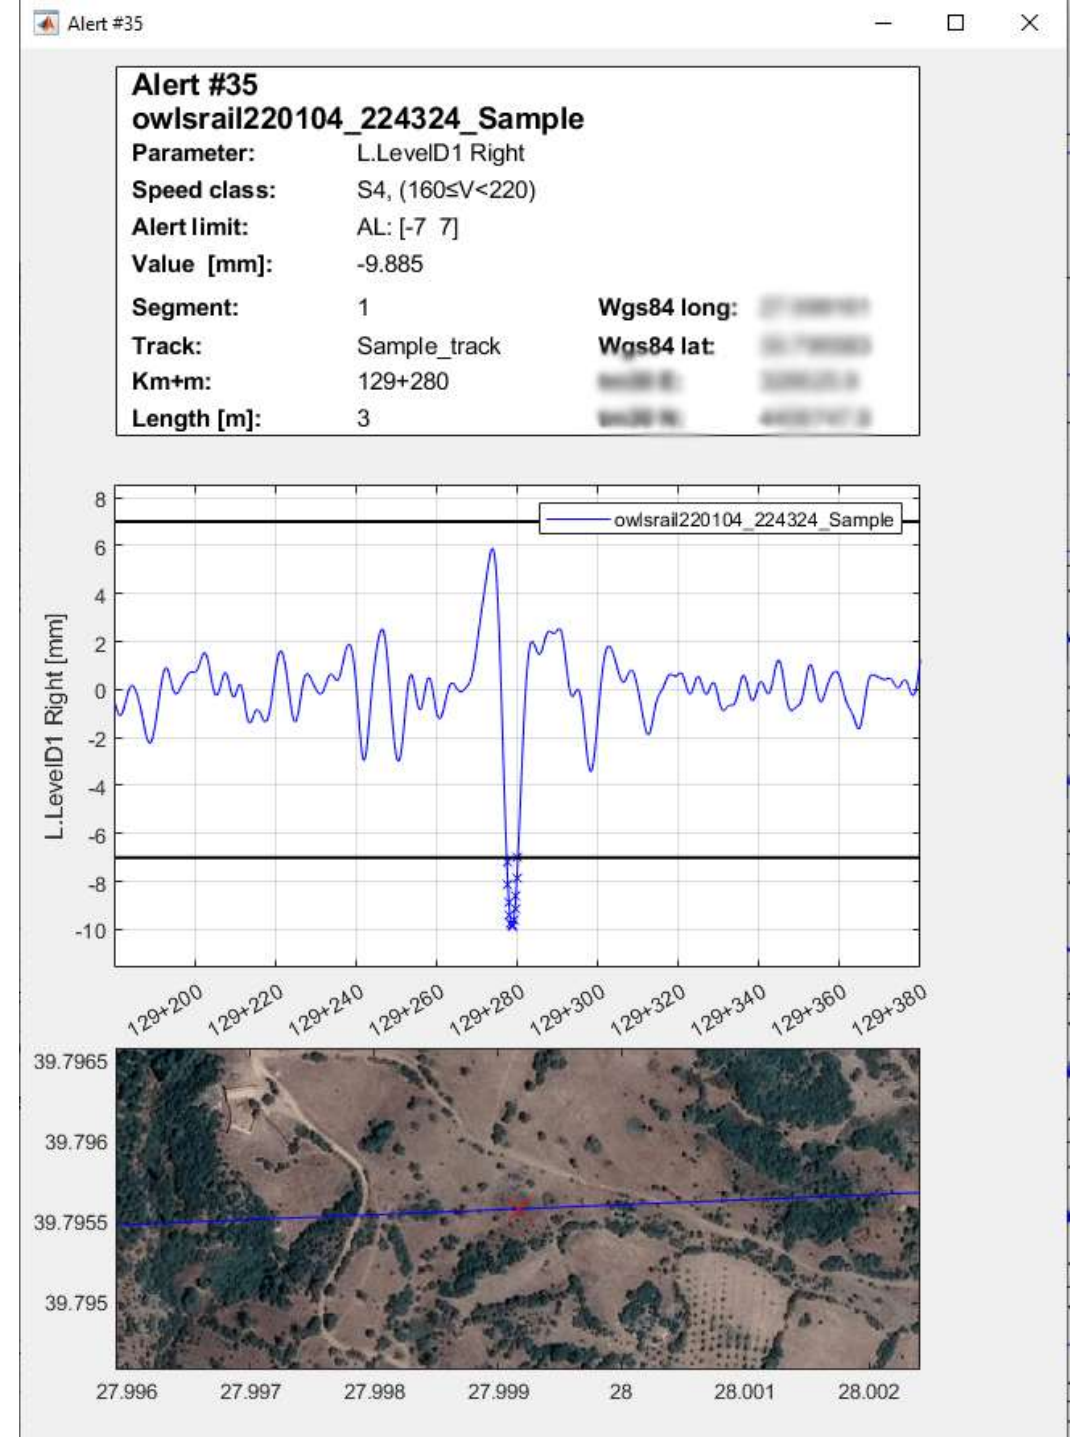 Alert #35
Alert #35
owlsrail220104_224324_Sample
Parameter: L.LevelD1 Right
Speed class: S4, (160≤V<220)
Alert limit: AL: [-7 7]
Value [mm]: -9.885
Segment: 1 Wgs84 long:
Track: Sample_track Wgs84 lat:
Km+m: 129+280
Length [m]: 3
owlsrail220104_224324_Sample
L.LevelD1 Right [mm]
8
6
4
2
0
-2
-4
-6
-8
-10
129+200 129+220 129+240 129+260 129+280 129+300 129+320 129+340 129+360 129+380
39.7965
39.796
39.7955
39.795
27.996 27.997 27.998 27.999 28 28.001 28.002